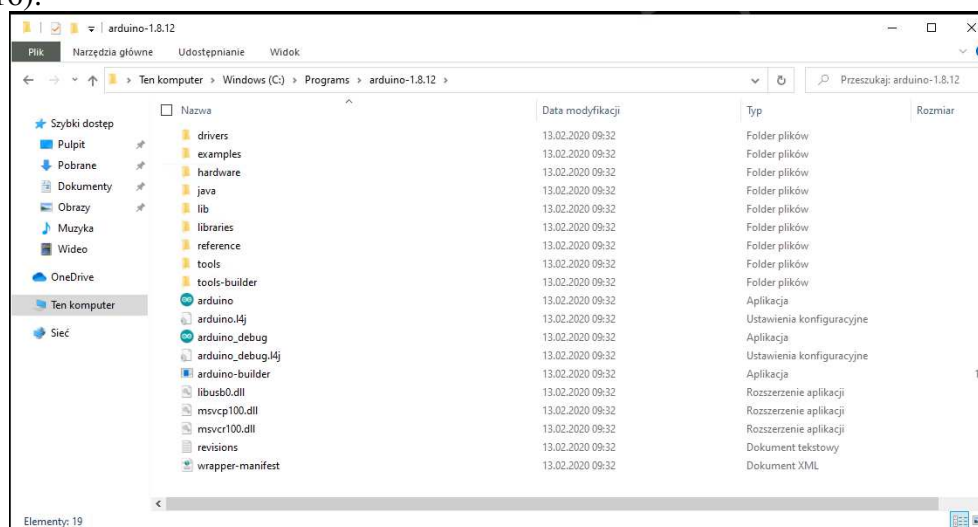 arduino-1.8.12
Plik Narzędzia główne Udostępnianie Widok
Ten komputer > Windows (C:) > Programs > arduino-1.8.12 >
Przeszukaj: arduino-1.8.12
Szybki dostęp
Pulpit
Pobrane
Dokumenty
Obrazy
Muzyka
Wideo
OneDrive
Ten komputer
Sieć
Nazwa Data modyfikacji Typ Rozmiar
drivers 13.02.2020 09:32 Folder plików
examples 13.02.2020 09:32 Folder plików
hardware 13.02.2020 09:32 Folder plików
java 13.02.2020 09:32 Folder plików
lib 13.02.2020 09:32 Folder plików
libraries 13.02.2020 09:32 Folder plików
reference 13.02.2020 09:32 Folder plików
tools 13.02.2020 09:32 Folder plików
tools-builder 13.02.2020 09:32 Folder plików
arduino 13.02.2020 09:32 Aplikacja
arduino.l4j 13.02.2020 09:32 Ustawienia konfiguracyjne
arduino_debug 13.02.2020 09:32 Aplikacja
arduino_debug.l4j 13.02.2020 09:32 Ustawienia konfiguracyjne
arduino-builder 13.02.2020 09:32 Aplikacja
libusb0.dll 13.02.2020 09:32 Rozszerzenie aplikacji
msvcp100.dll 13.02.2020 09:32 Rozszerzenie aplikacji
msvcr100.dll 13.02.2020 09:32 Rozszerzenie aplikacji
revisions 13.02.2020 09:32 Dokument tekstowy
wrapper-manifest 13.02.2020 09:32 Dokument XML
Elementy: 19